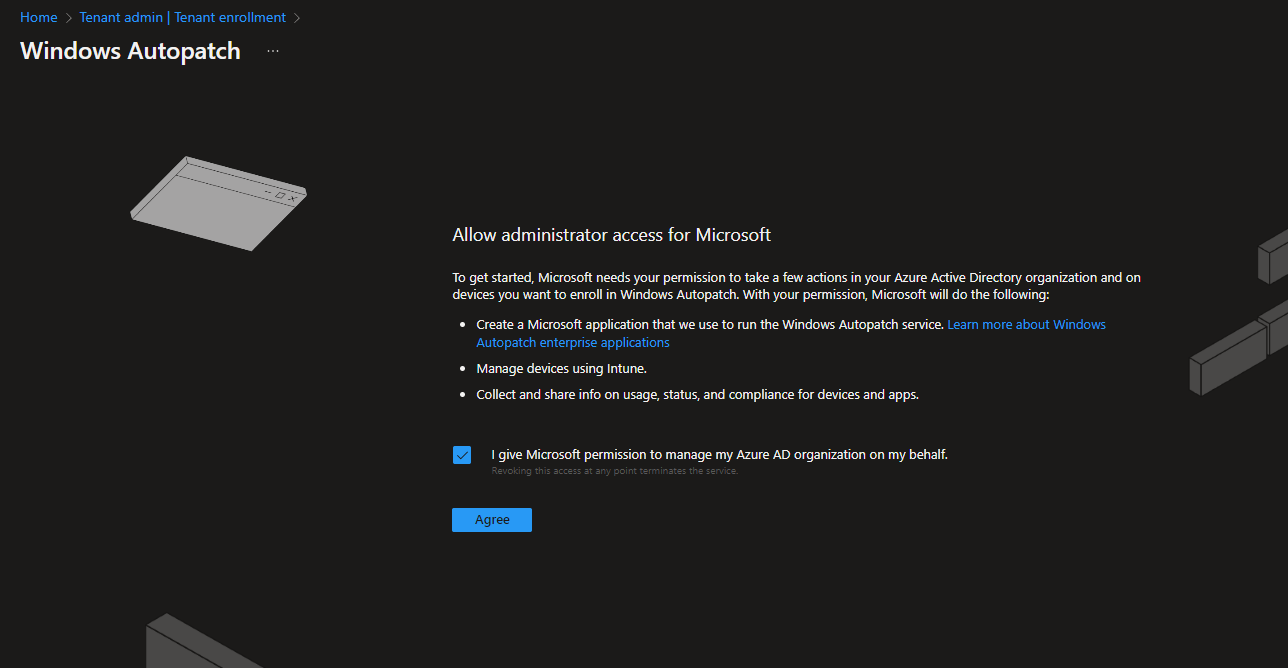 Home > Tenant admin | Tenant enrollment >
Windows Autopatch ...
Allow administrator access for Microsoft
To get started, Microsoft needs your permission to take a few actions in your Azure Active Directory organization and on
devices you want to enroll in Windows Autopatch. With your permission, Microsoft will do the following:
• Create a Microsoft application that we use to run the Windows Autopatch service. Learn more about Windows
Autopatch enterprise applications
• Manage devices using Intune.
• Collect and share info on usage, status, and compliance for devices and apps.
I give Microsoft permission to manage my Azure AD organization on my behalf.
Revoking this access at any point terminates the service.
Agree